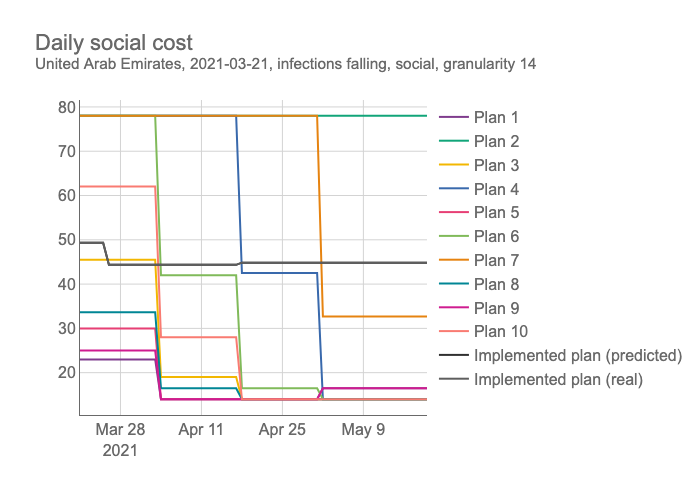 Daily social cost
United Arab Emirates, 2021-03-21, infections falling, social, granularity 14
80
70
60
50
40
30
20
Mar 28
2021
Apr 11
Apr 25
May 9
Plan 1
Plan 2
Plan 3
Plan 4
Plan 5
Plan 6
Plan 7
Plan 8
Plan 9
Plan 10
Implemented plan (predicted)
Implemented plan (real)